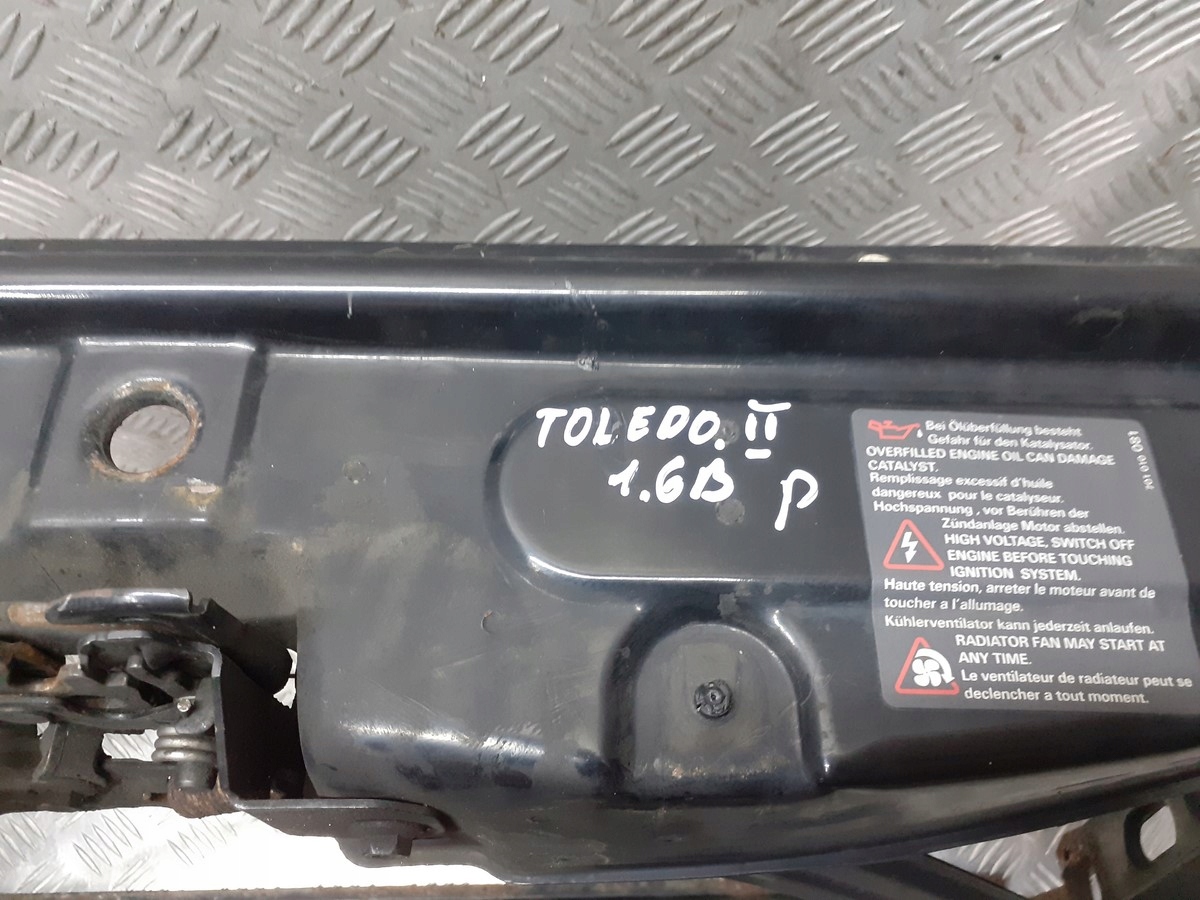 TOLEDO. II
1.6B P
Bei Ölüberfüllung besteht
Gefahr für den Katalysator.
OVERFILLED ENGINE OIL CAN DAMAGE
CATALYST.
Remplissage excessif d'huile
dangereux pour le catalyseur.
Hochspannung , vor Berühren der
Zündanlage Motor abstellen.
HIGH VOLTAGE, SWITCH OFF
ENGINE BEFORE TOUCHING
IGNITION SYSTEM.
Haute tension, arreter le moteur avant de
toucher a l'allumage.
Kühlerventilator kann jederzeit anlaufen.
RADIATOR FAN MAY START AT
ANY TIME.
Le ventilateur de radiateur peut se
declencher a tout moment.